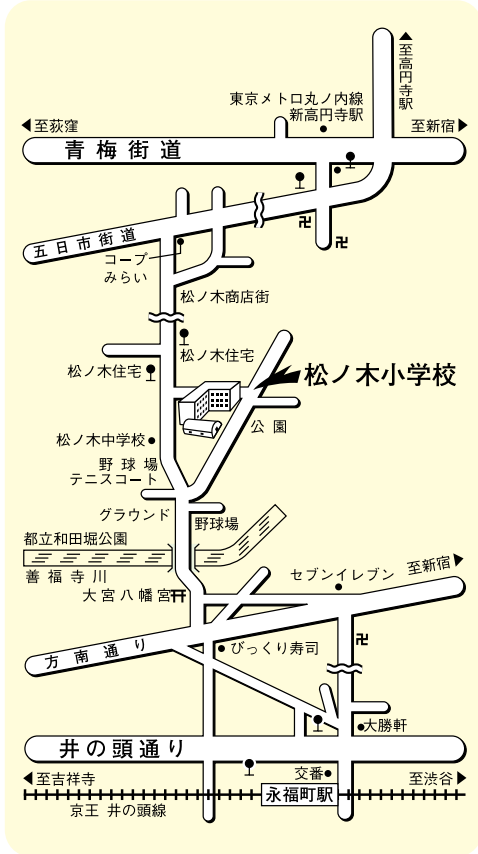 至高円寺駅
東京メトロ丸ノ内線
新高円寺駅
至荻窪
至新宿
青梅街道
五日市街道
コープ
みらい
松ノ木商店街
松ノ木住宅
松ノ木住宅
松ノ木小学校
公園
松ノ木中学校
野球場
テニスコート
グラウンド
野球場
都立和田堀公園
善福寺川
セブンイレブン
至新宿
大宮八幡宮
方南通り
びっくり寿司
大勝軒
井の頭通り
至吉祥寺
交番
至渋谷
永福町駅
京王 井の頭線